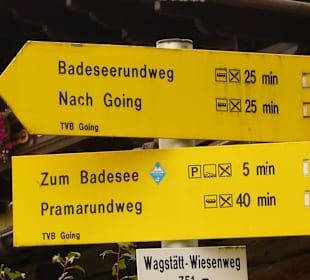 Badeseerundweg 25 min
Nach Going 25 min
TVB Going
Zum Badesee P 5 min
Pramarundweg 40 min
TVB Going
Wagstätt-Wiesenweg
751